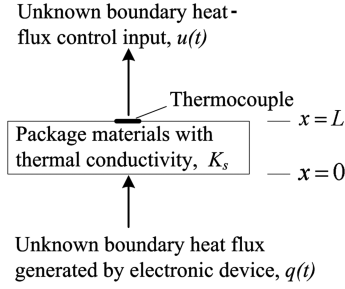 Unknown boundary heat-
flux control input, u(t)
Thermocouple
x = L
Package materials with
thermal conductivity, Ks
x = 0
Unknown boundary heat flux
generated by electronic device, q(t)